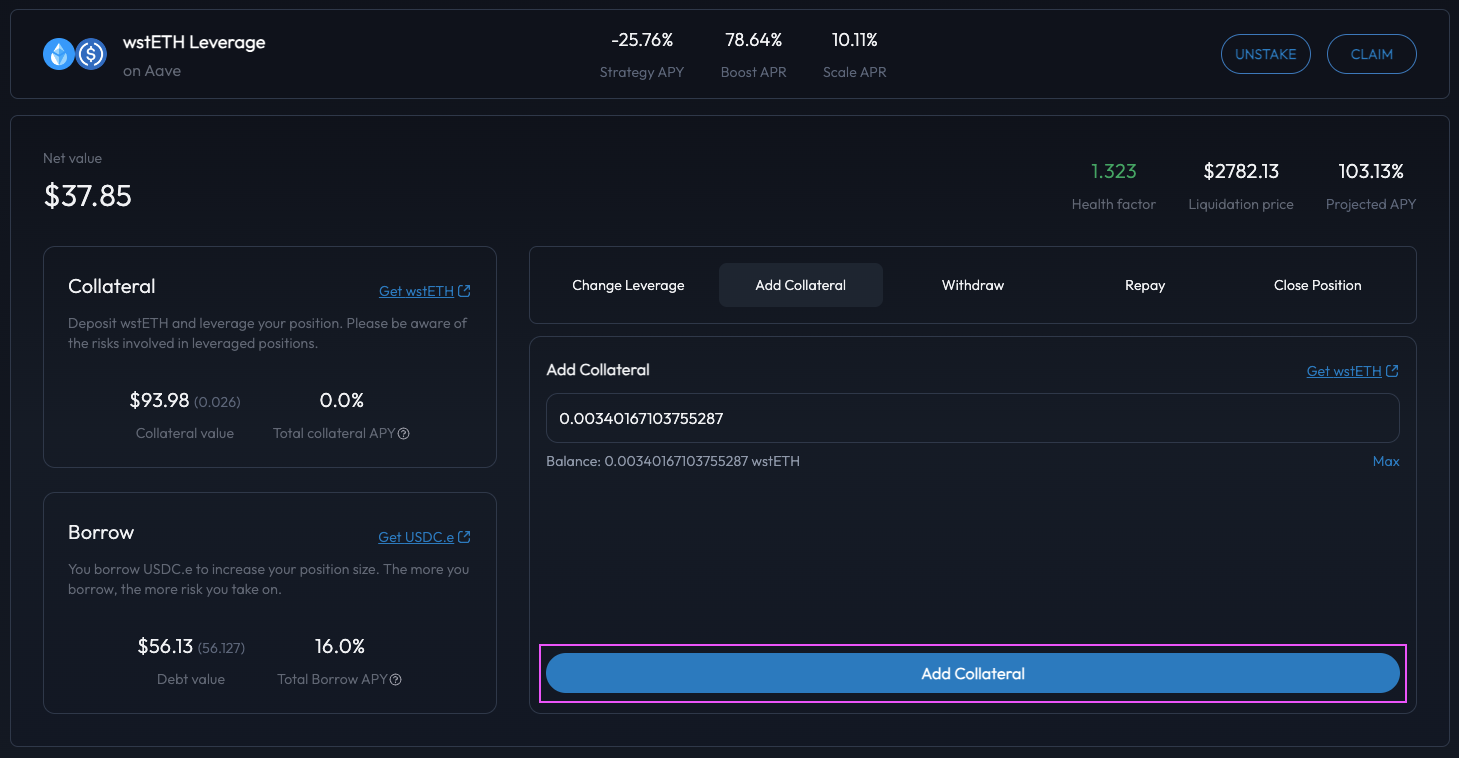 wstETH Leverage
on Aave
-25.76%
Strategy APY
78.64%
Boost APR
10.11%
Scale APR
UNSTAKE
CLAIM
Net value
$37.85
1.323
Health factor
$2782.13
Liquidation price
103.13%
Projected APY
Collateral
Get wstETH
Deposit wstETH and leverage your position. Please be aware of
the risks involved in leveraged positions.
$93.98 (0.026)
Collateral value
0.0%
Total collateral APY
Borrow
Get USDC.e
You borrow USDC.e to increase your position size. The more you
borrow, the more risk you take on.
$56.13 (56.127)
Debt value
16.0%
Total Borrow APY
Change Leverage
Add Collateral
Withdraw
Repay
Close Position
Add Collateral
Get wstETH
0.00340167103755287
Balance: 0.00340167103755287 wstETH
Max
Add Collateral